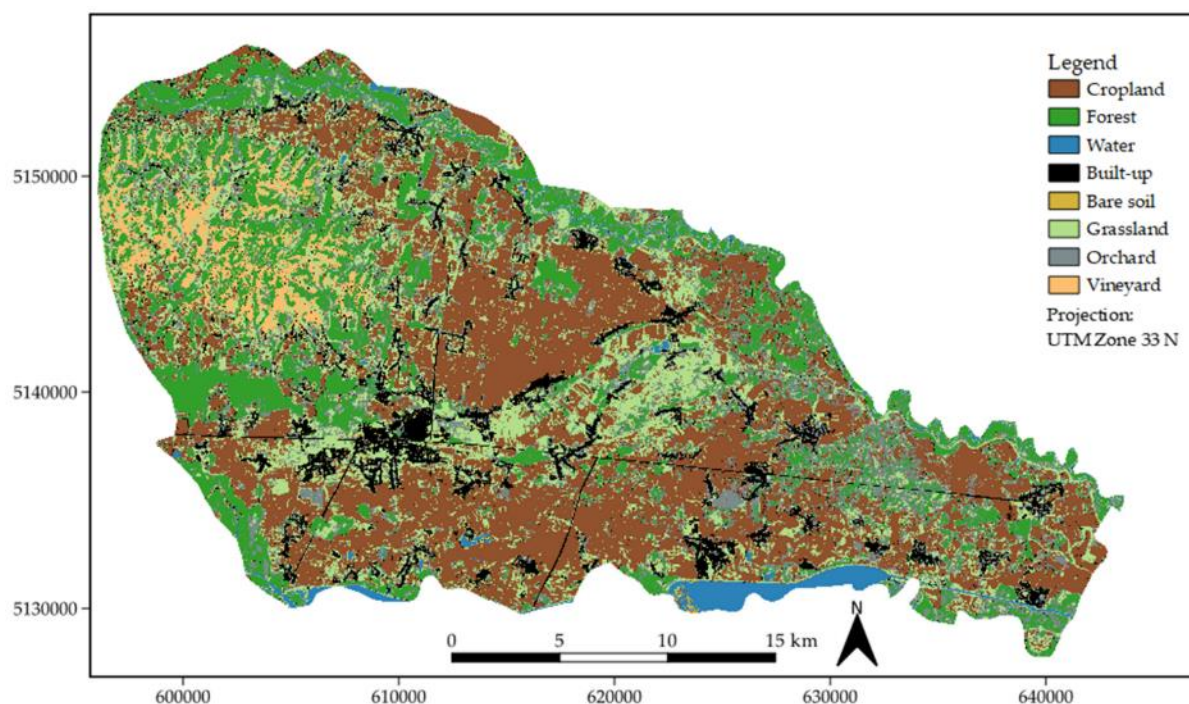 Legend
Cropland
Forest
Water
Built-up
Bare soil
Grassland
Orchard
Vineyard
Projection:
UTM Zone 33 N
5150000
5140000
5130000
N
0 5 10 15 km
600000 610000 620000 630000 640000